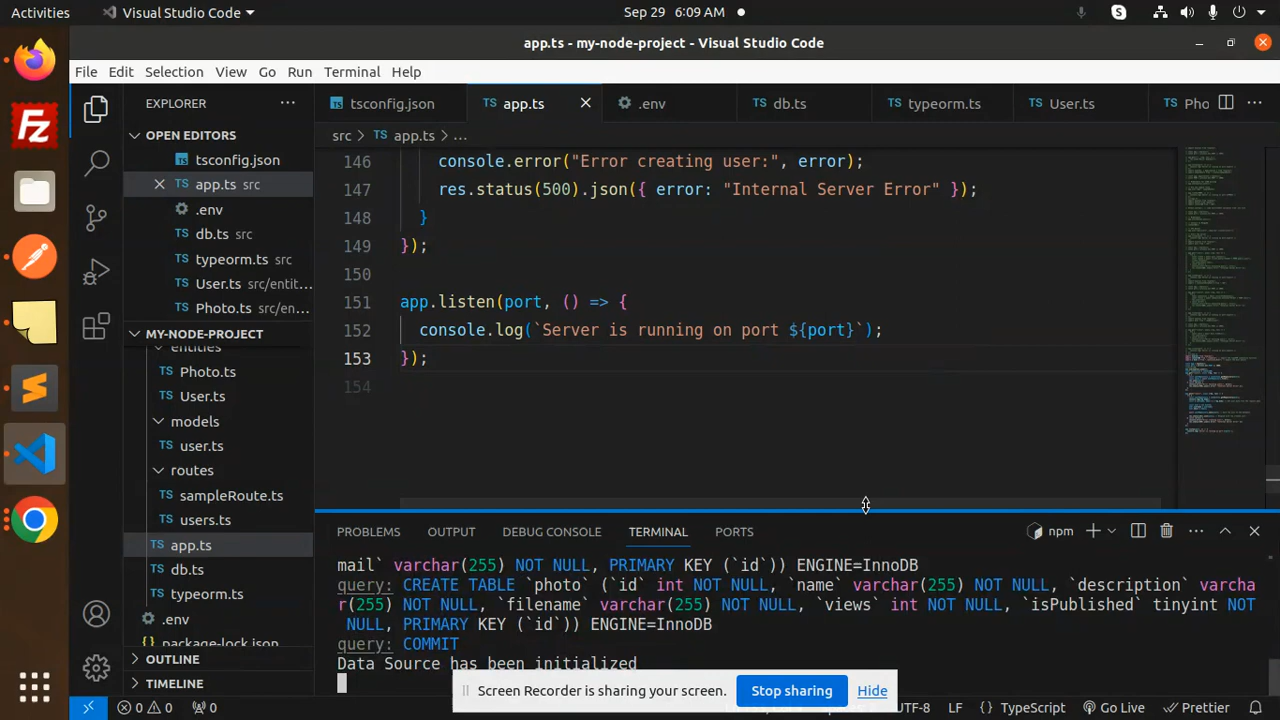 Activities
Visual Studio Code
Sep 29 6:09 AM
app.ts - my-node-project - Visual Studio Code
File Edit Selection View Go Run Terminal Help
EXPLORER
OPEN EDITORS
tsconfig.json
app.ts src
.env
db.ts src
typeorm.ts src
User.ts src/entit...
Photo.ts src/en...
MY-NODE-PROJECT
entities
Photo.ts
User.ts
models
user.ts
routes
sampleRoute.ts
users.ts
app.ts
db.ts
typeorm.ts
.env
package-lock.json
OUTLINE
TIMELINE
tsconfig.json
app.ts
.env
db.ts
typeorm.ts
User.ts
Pho
src > app.ts > ...
146 console.error("Error creating user:", error);
147 res.status(500).json({ error: "Internal Server Error" });
148 }
149 });
150
151 app.listen(port, () => {
152 console.log(`Server is running on port ${port}`);
153 });
154
PROBLEMS OUTPUT DEBUG CONSOLE TERMINAL PORTS
npm
mail` varchar(255) NOT NULL, PRIMARY KEY (`id`)) ENGINE=InnoDB
query: CREATE TABLE `photo` (`id` int NOT NULL, `name` varchar(255) NOT NULL, `description` varcha
r(255) NOT NULL, `filename` varchar(255) NOT NULL, `views` int NOT NULL, `isPublished` tinyint NOT
NULL, PRIMARY KEY (`id`)) ENGINE=InnoDB
query: COMMIT
Data Source has been initialized
Screen Recorder is sharing your screen.
Stop sharing
Hide
0 0 0
UTF-8 LF {} TypeScript Go Live Prettier